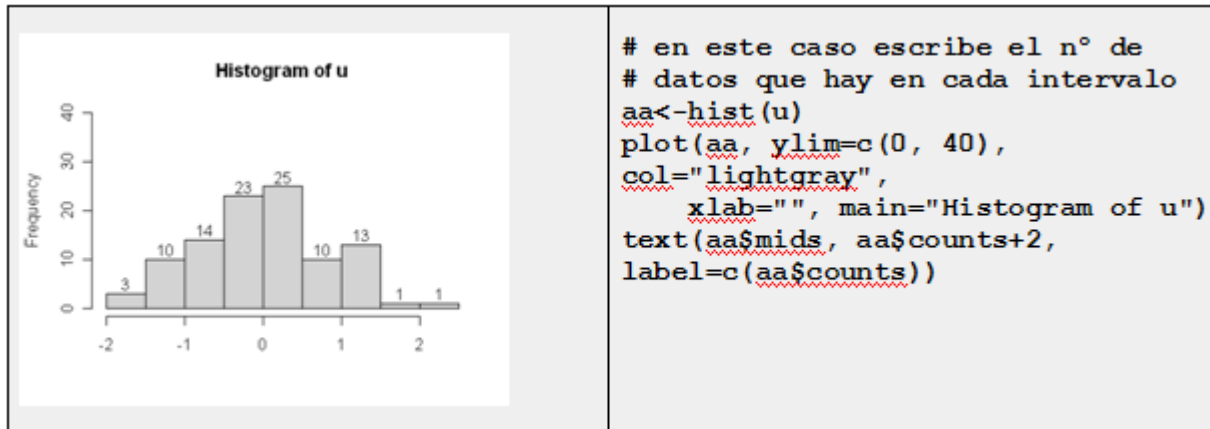 Histogram of u
40
30
20
10
0
Frequency
3
10
14
23
25
10
13
1
1
-2
-1
0
1
2
# en este caso escribe el nº de
# datos que hay en cada intervalo
aa<-hist(u)
plot(aa, ylim=c(0, 40),
col="lightgray",
xlab="", main="Histogram of u")
text(aa$mids, aa$counts+2,
label=c(aa$counts))